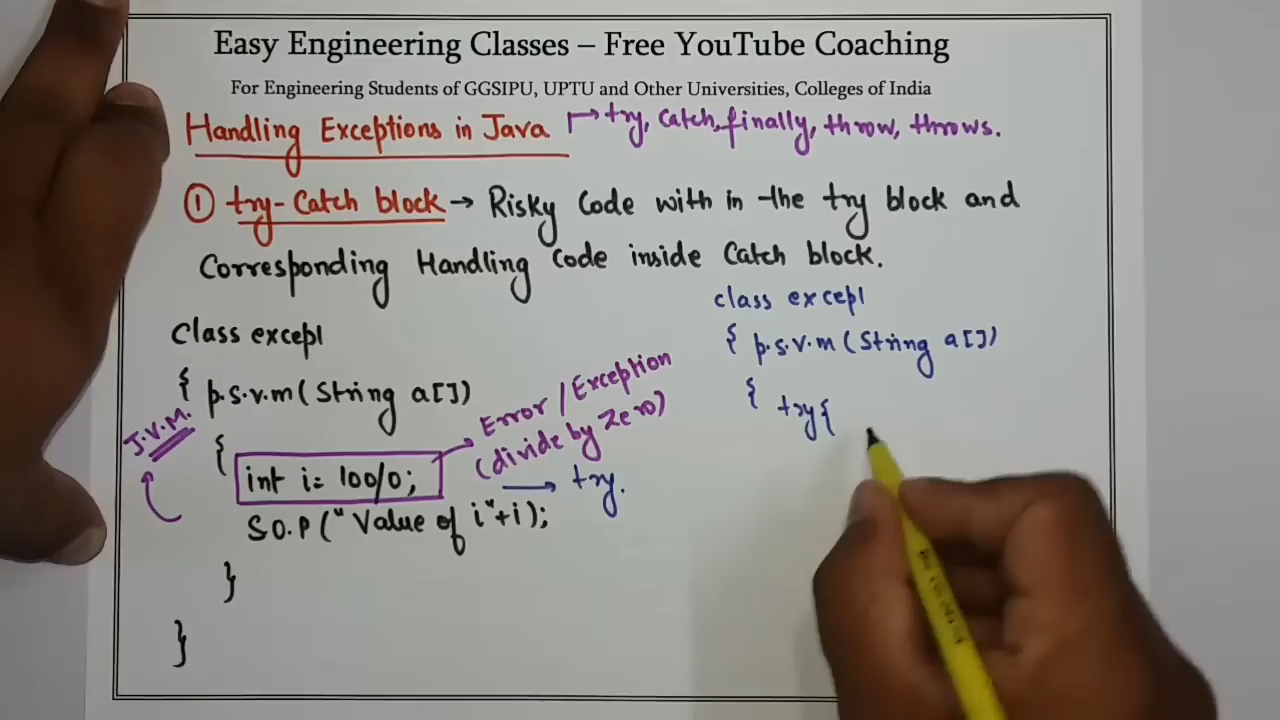 Easy Engineering Classes – Free YouTube Coaching
For Engineering Students of GGSIPU, UPTU and Other Universities, Colleges of India
Handling Exceptions in Java → try, catch, finally, throw, throws.
① try-catch block → Risky Code with in the try block and
Corresponding Handling Code inside Catch block.
Class excep1
{ p.s.v.m(String a[])
{
int i= 100/0;
S.O.P("Value of i"+i);
}
}
J.V.M.
Error/Exception
(divide by Zero)
→ try.
class excep1
{ p.s.v.m(String a[])
{ try{